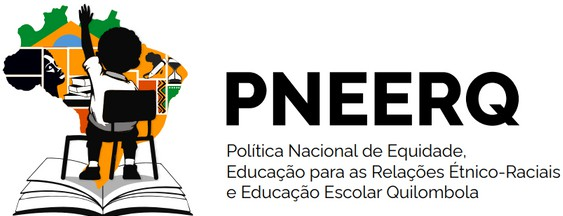 PNEERQ
Política Nacional de Equidade,
Educação para as Relações Étnico-Raciais
e Educação Escolar Quilombola